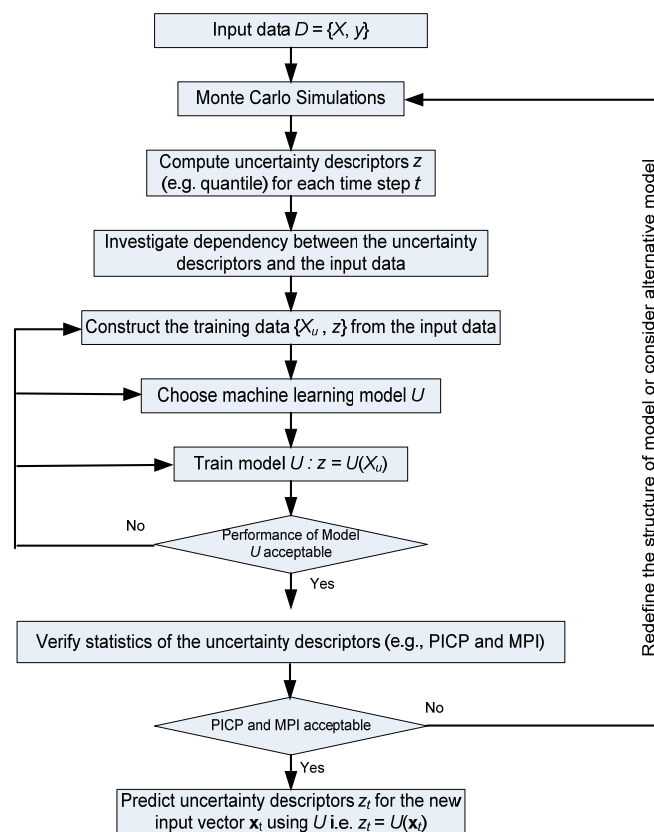 Input data D = {X, y}
Monte Carlo Simulations
Compute uncertainty descriptors z
(e.g. quantile) for each time step t
Investigate dependency between the uncertainty
descriptors and the input data
Construct the training data {Xu , z} from the input data
Choose machine learning model U
Train model U : z = U(Xu)
No
Performance of Model
U acceptable
Yes
Verify statistics of the uncertainty descriptors (e.g., PICP and MPI)
PICP and MPI acceptable
No
Yes
Predict uncertainty descriptors zt for the new
input vector xt using U i.e. zt = U(xt)
Redefine the structure of model or consider alternative model